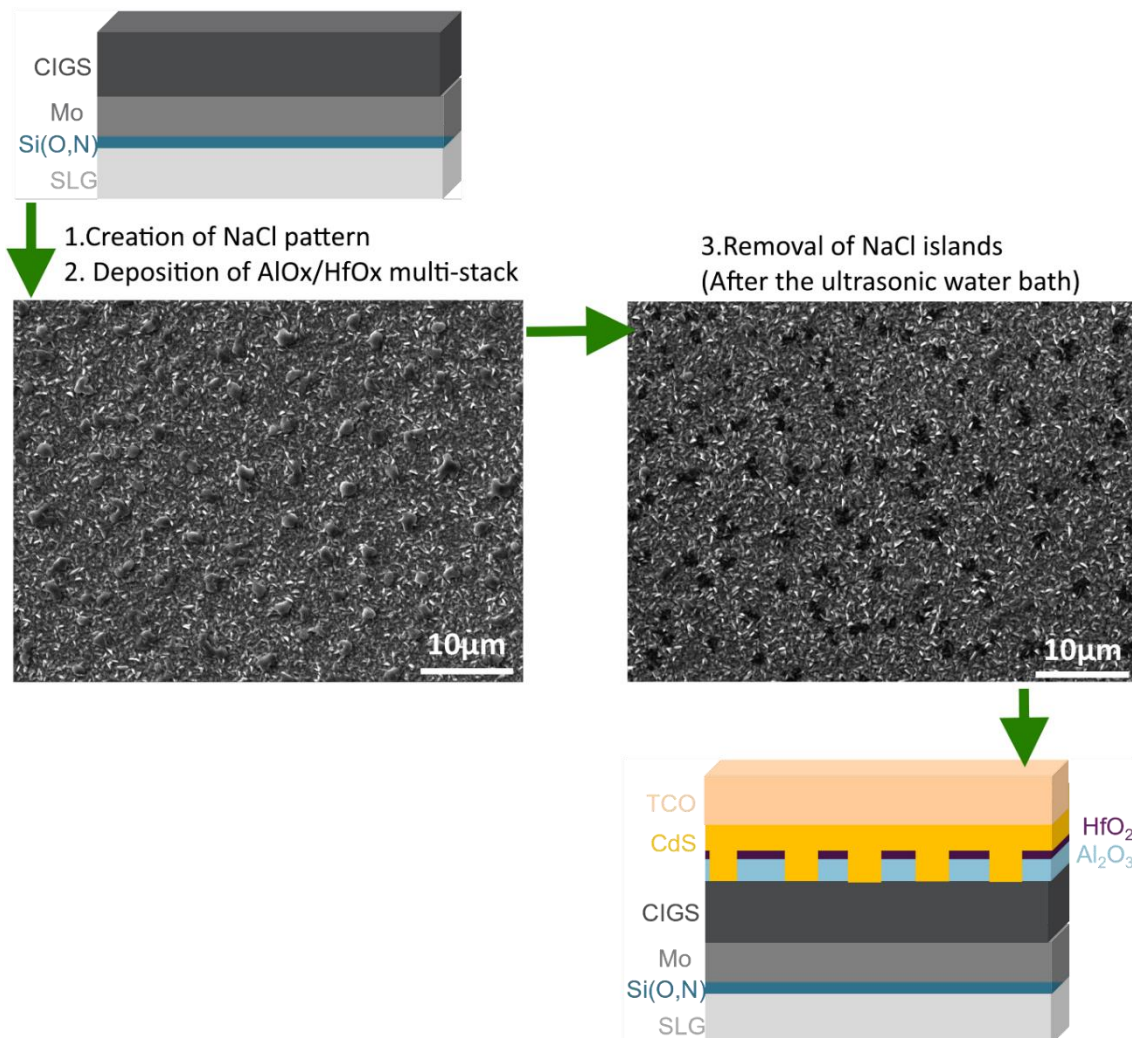 CIGS
Mo
Si(O,N)
SLG
1.Creation of NaCl pattern
2. Deposition of AlOx/HfOx multi-stack
3.Removal of NaCl islands
(After the ultrasonic water bath)
10μm
10μm
TCO
CdS
HfO₂
Al₂O₃
CIGS
Mo
Si(O,N)
SLG